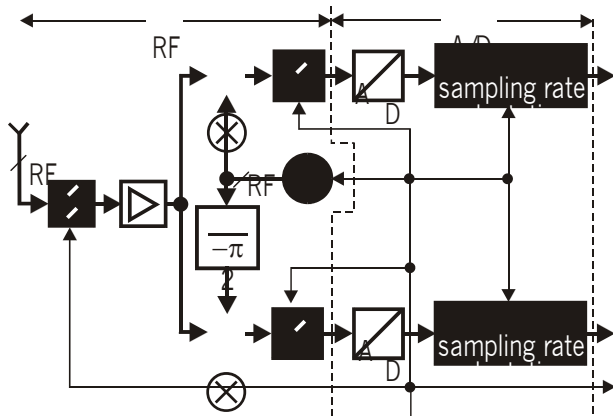 RF
A/D
A
D
sampling rate
RF
RF
−π
2
A
D
sampling rate